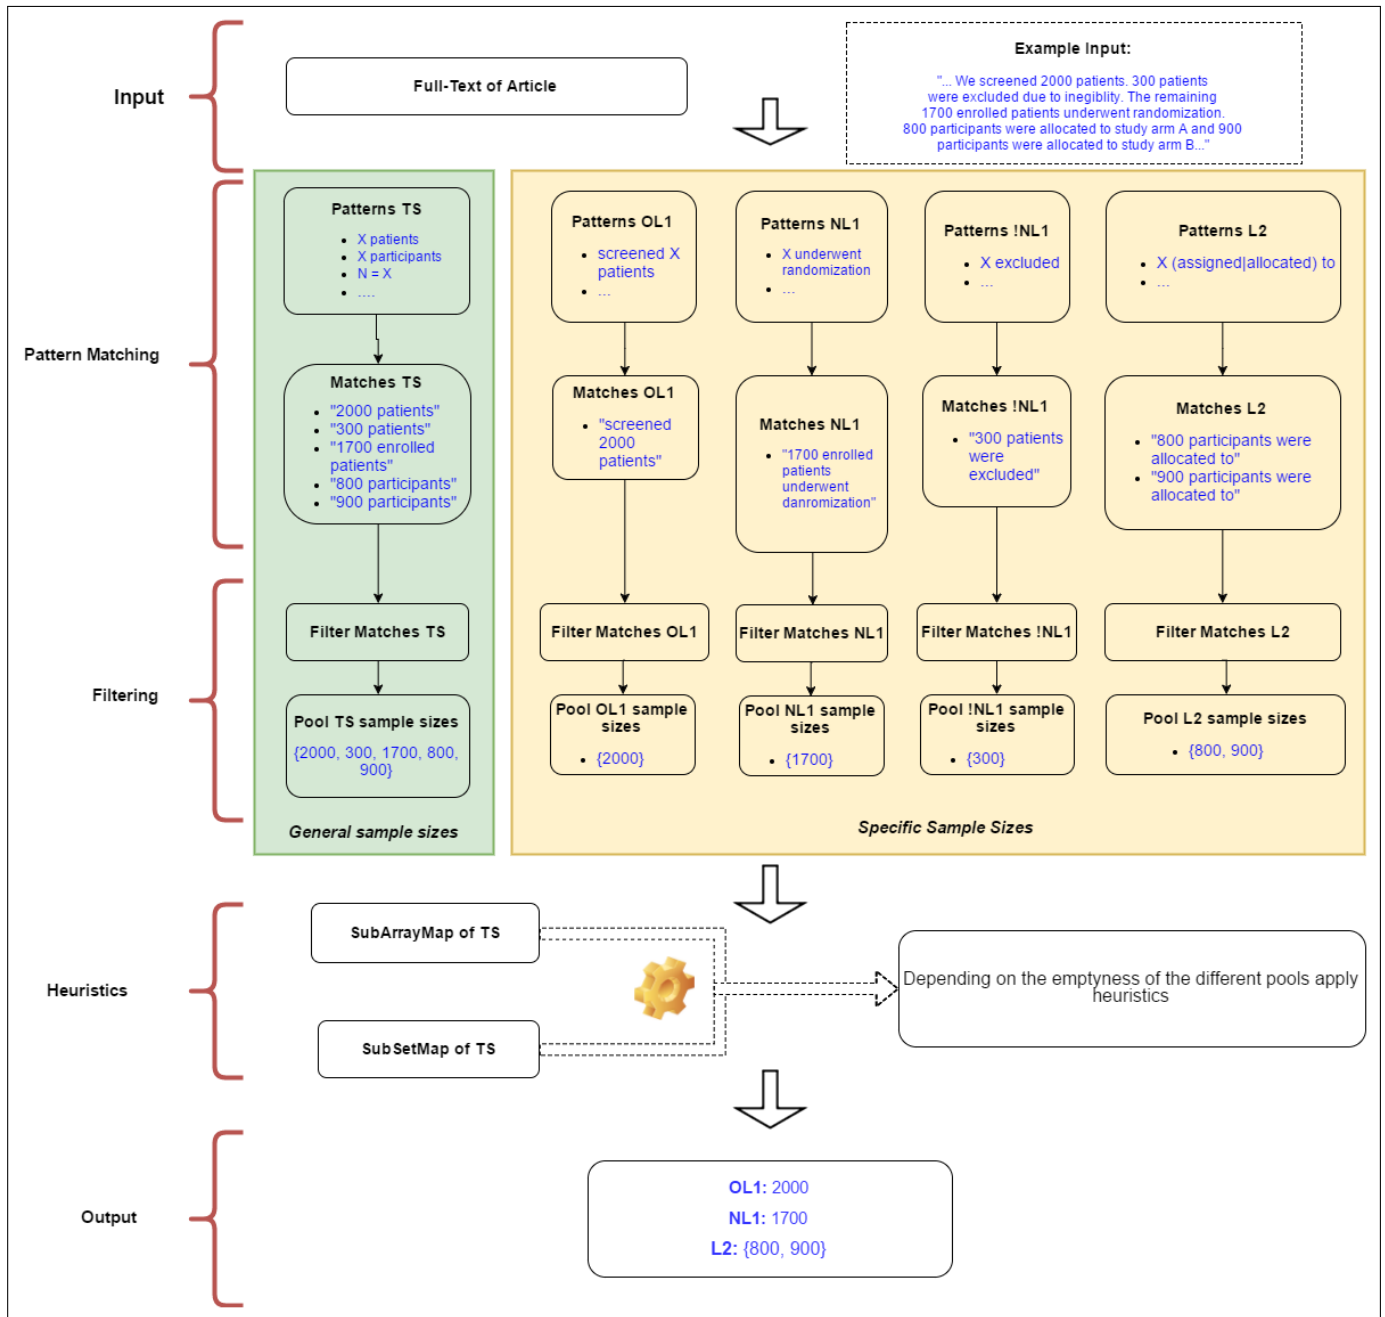 Input
Full-Text of Article
Example Input:
"... We screened 2000 patients. 300 patients
were excluded due to inegiblity. The remaining
1700 enrolled patients underwent randomization.
800 participants were allocated to study arm A and 900
participants were allocated to study arm B..."
Pattern Matching
Patterns TS
• X patients
• X participants
• N = X
• ....
Patterns OL1
• screened X
patients
• ...
Patterns NL1
• X underwent
randomization
• ...
Patterns !NL1
• X excluded
• ...
Patterns L2
• X (assigned|allocated) to
• ...
Matches TS
• "2000 patients"
• "300 patients"
• "1700 enrolled
patients"
• "800 participants"
• "900 participants"
Matches OL1
• "screened
2000
patients"
Matches NL1
• "1700 enrolled
patients
underwent
danromization"
Matches !NL1
• "300 patients
were
excluded"
Matches L2
• "800 participants were
allocated to"
• "900 participants were
allocated to"
Filtering
Filter Matches TS
Filter Matches OL1
Filter Matches NL1
Filter Matches !NL1
Filter Matches L2
Pool TS sample sizes
{2000, 300, 1700, 800,
900}
Pool OL1 sample
sizes
• {2000}
Pool NL1 sample
sizes
• {1700}
Pool !NL1 sample
sizes
• {300}
Pool L2 sample sizes
• {800, 900}
General sample sizes
Specific Sample Sizes
Heuristics
SubArrayMap of TS
SubSetMap of TS
Depending on the emptyness of the different pools apply
heuristics
Output
OL1: 2000
NL1: 1700
L2: {800, 900}